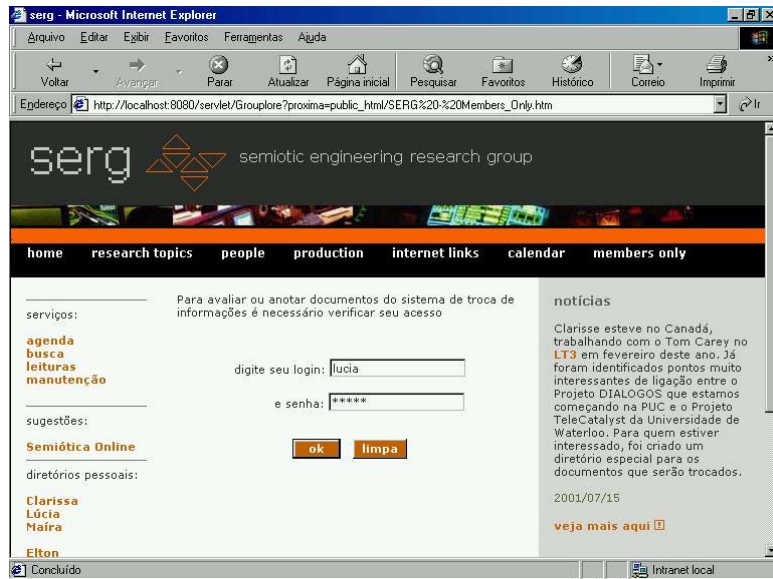 serg - Microsoft Internet Explorer
Arquivo Editar Exibir Favoritos Ferramentas Ajuda
Voltar Avançar Parar Atualizar Página inicial Pesquisar Favoritos Histórico Correio Imprimir »
Endereço http://localhost:8080/servlet/Grouplore?proxima=public_html/SERG%20-%20Members_Only.htm Ir
serg semiotic engineering research group
home research topics people production internet links calendar members only
serviços:
agenda
busca
leituras
manutenção
sugestões:
Semiótica Online
diretórios pessoais:
Clarissa
Lúcia
Maíra
Elton
Para avaliar ou anotar documentos do sistema de troca de
informações é necessário verificar seu acesso
digite seu login: lucia
e senha: *****
ok limpa
notícias
Clarisse esteve no Canadá,
trabalhando com o Tom Carey no
LT3 em fevereiro deste ano. Já
foram identificados pontos muito
interessantes de ligação entre o
Projeto DIALOGOS que estamos
começando na PUC e o Projeto
TeleCatalyst da Universidade de
Waterloo. Para quem estiver
interessado, foi criado um
diretório especial para os
documentos que serão trocados.
2001/07/15
veja mais aqui !
Concluído Intranet local